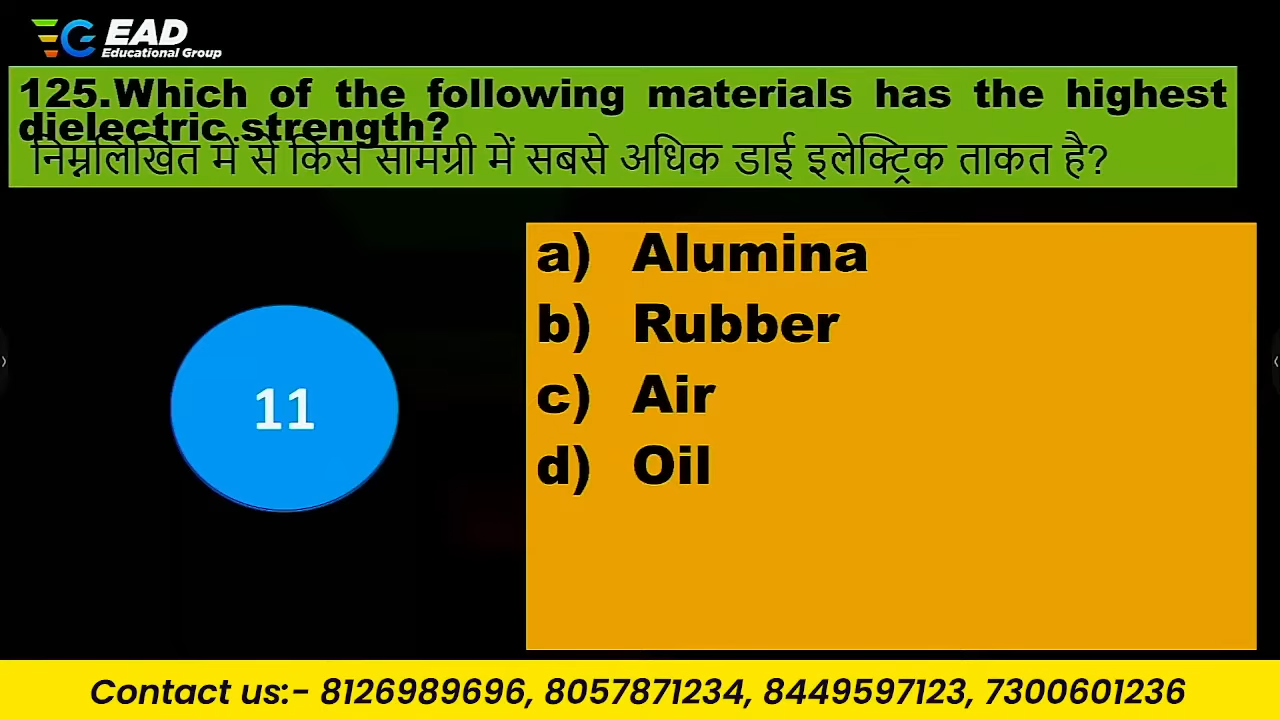 EAD
Educational Group
125.Which of the following materials has the highest
dielectric strength?
निम्नलिखित में से किस सामग्री में सबसे अधिक डाई इलेक्ट्रिक ताकत है?
a) Alumina
b) Rubber
c) Air
d) Oil
11
Contact us:- 8126989696, 8057871234, 8449597123, 7300601236